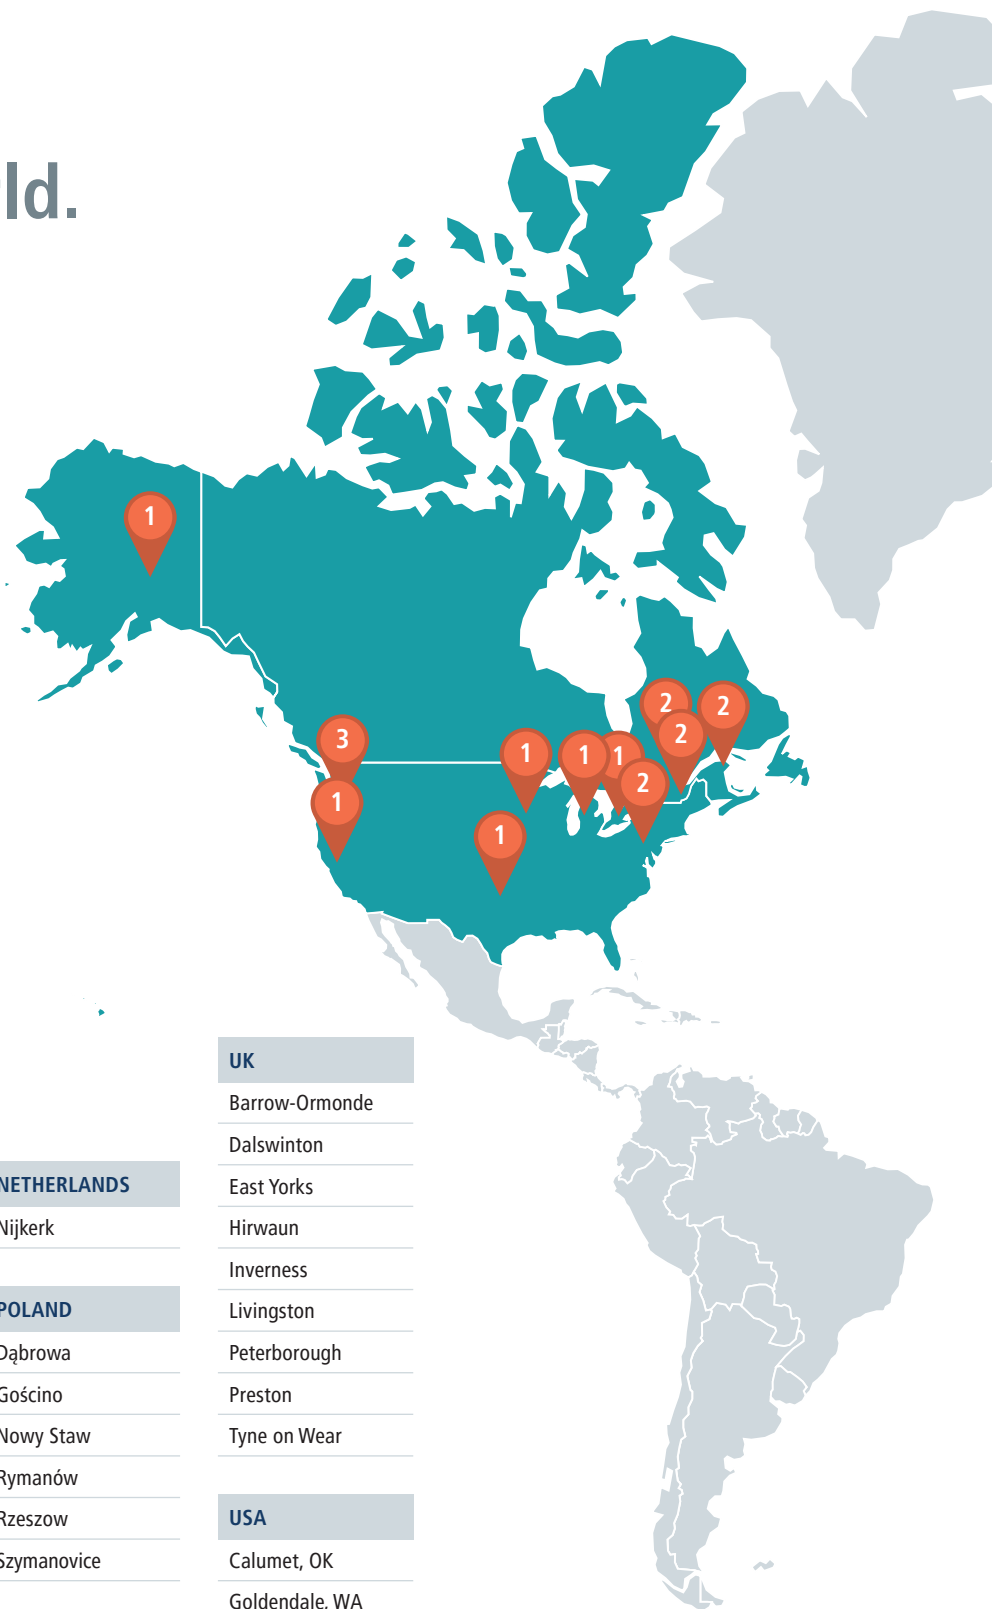 ld.
1
2
2
2
3
1
1
1
2
1
1
UK
Barrow-Ormonde
Dalswinton
East Yorks
Hirwaun
Inverness
Livingston
Peterborough
Preston
Tyne on Wear
NETHERLANDS
Nijkerk
POLAND
Dąbrowa
Gościno
Nowy Staw
Rymanów
Rzeszow
Szymanovice
USA
Calumet, OK
Goldendale, WA